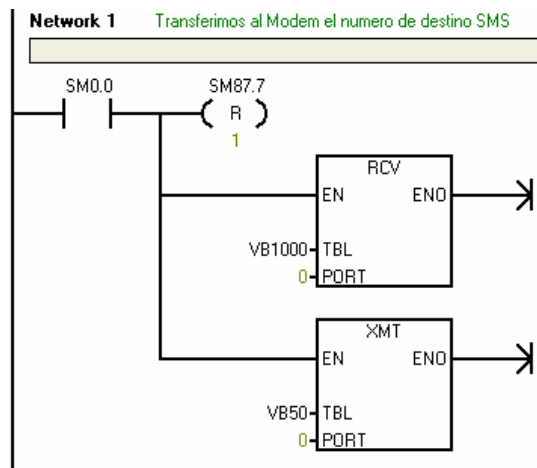 Network 1 Transferimos al Modem el numero de destino SMS
SM0.0 SM87.7
R
1
RCV
EN ENO
VB1000 TBL
0 PORT
XMT
EN ENO
VB50 TBL
0 PORT